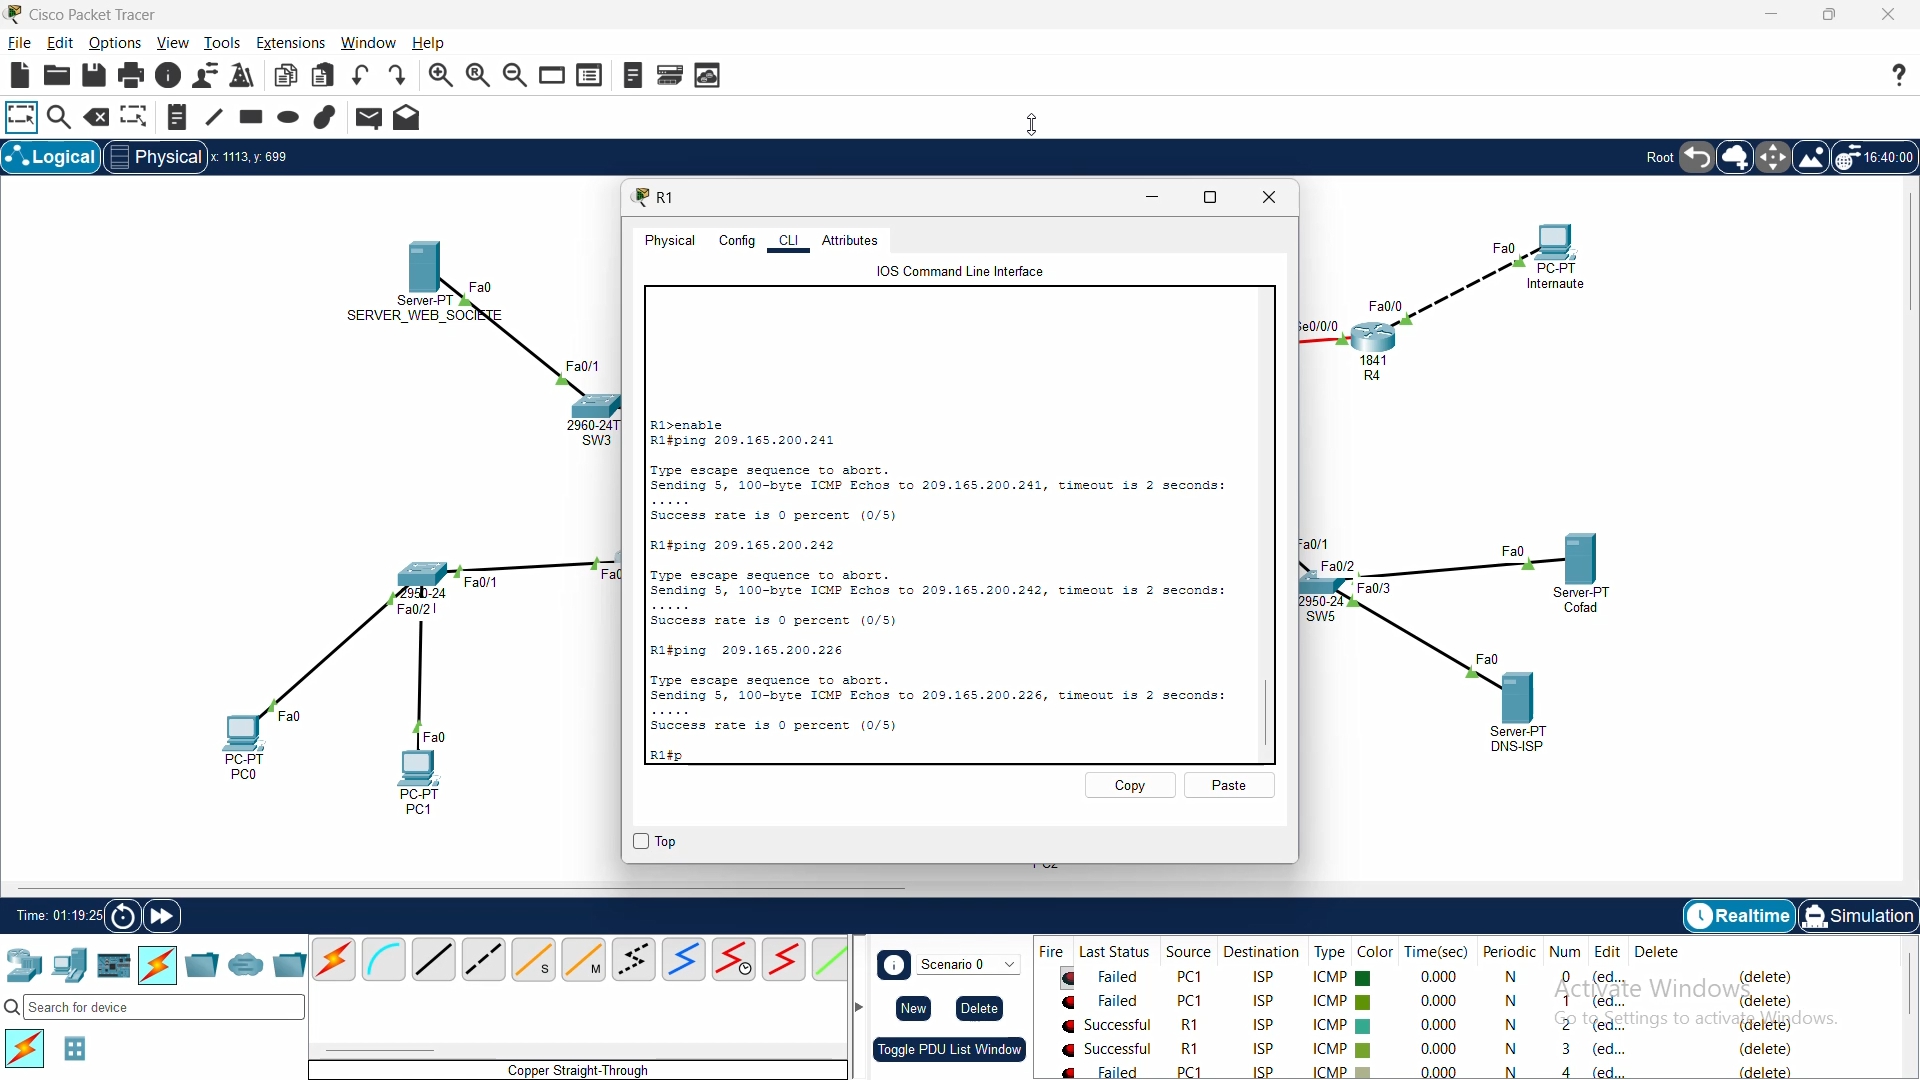 Cisco Packet Tracer
File Edit Options View Tools Extensions Window Help
Logical Physical x: 1113, y: 699 Root 16:40:00
R1
Physical Config CLI Attributes
IOS Command Line Interface
R1>enable
R1#ping 209.165.200.241
Type escape sequence to abort.
Sending 5, 100-byte ICMP Echos to 209.165.200.241, timeout is 2 seconds:
.....
Success rate is 0 percent (0/5)
R1#ping 209.165.200.242
Type escape sequence to abort.
Sending 5, 100-byte ICMP Echos to 209.165.200.242, timeout is 2 seconds:
.....
Success rate is 0 percent (0/5)
R1#ping  209.165.200.226
Type escape sequence to abort.
Sending 5, 100-byte ICMP Echos to 209.165.200.226, timeout is 2 seconds:
.....
Success rate is 0 percent (0/5)
R1#p
Copy Paste
Top
Fa0
Server-PT
SERVER_WEB_SOCIETE
Fa0/1
2960-24T
SW3
Fa0/1
2950-24
Fa0/2
Fa0
PC-PT
PC0
Fa0
PC-PT
PC1
Fa0
PC-PT
Internaute
Fa0/0
Se0/0/0
1841
R4
Fa0/1
Fa0/2
Fa0/3
2950-24
SW5
Fa0
Server-PT
Cofad
Fa0
Server-PT
DNS-ISP
Time: 01:19:25 Realtime Simulation
Search for device
S M
Copper Straight-Through
Scenario 0
New Delete
Toggle PDU List Window
Fire Last Status Source Destination Type Color Time(sec) Periodic Num Edit Delete
Failed PC1 ISP ICMP 0.000 N 0 (ed... (delete)
Failed PC1 ISP ICMP 0.000 N 1 (ed... (delete)
Successful R1 ISP ICMP 0.000 N 2 (ed... (delete)
Successful R1 ISP ICMP 0.000 N 3 (ed... (delete)
Failed PC1 ISP ICMP 0.000 N 4 (ed... (delete)
Activate Windows
Go to Settings to activate Windows.